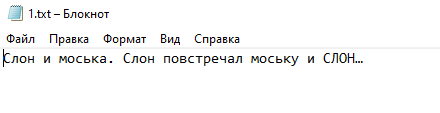 1.txt – Блокнот
Файл Правка Формат Вид Справка
Слон и моська. Слон повстречал моську и СЛОН…